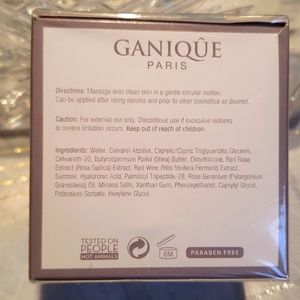 GANIQÛE
PARIS
Directions: Massage onto clean skin in a gentle circular motion.
Can be applied after using serums and prior to other cosmetics as desired.
Caution: For external use only. Discontinue use if excessive redness
or severe irritation occurs. Keep out of reach of children.
Ingredients: Water, Cetearyl Alcohol, Caprylic/Capric Triglycerides, Glycerin,
Ceteareth-20, Butyrospermum Parkii (Shea) Butter, Dimethicone, Red Rose
Extract (Rosa Gallica) Extract, Red Wine (Vitis Vinifera Ferment) Extract,
Sucrose, Hyaluronic Acid, Palmitoyl Tripeptide-28, Rose Geranium (Pelargonium
Graveolens) Oil, Mineral Salts, Xanthan Gum, Phenoxyethanol, Caprylyl Glycol,
Potassium Sorbate, Hexylene Glycol
TESTED ON
PEOPLE
NOT ANIMALS
6M
PARABEN FREE